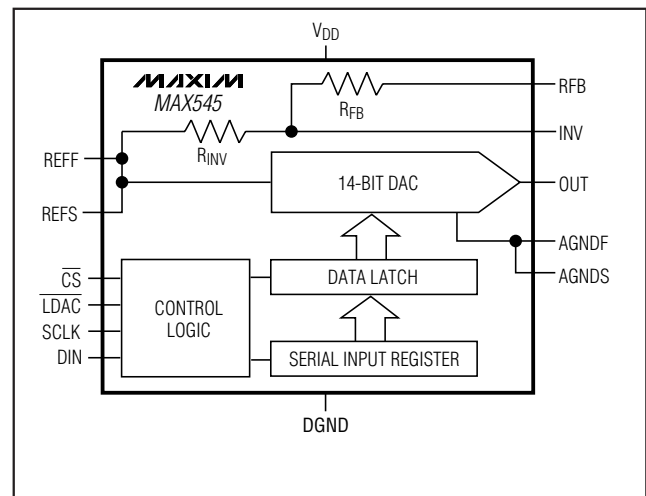 VDD
MAXIM
MAX545
RFB
RFB
INV
RINV
REFF
14-BIT DAC
OUT
REFS
AGNDF
CS
DATA LATCH
AGNDS
LDAC
CONTROL
LOGIC
SCLK
DIN
SERIAL INPUT REGISTER
DGND